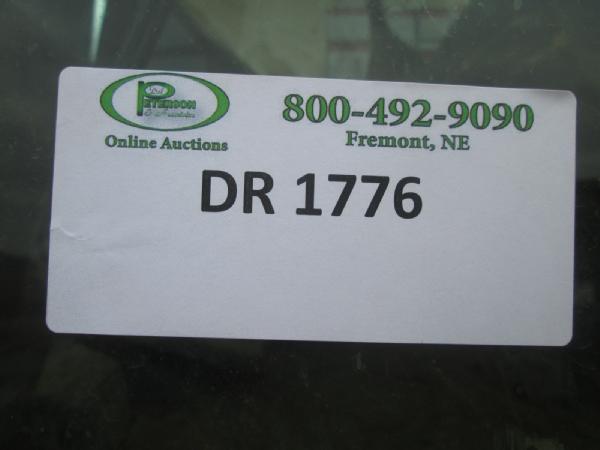 PETERSON
Online Auctions
800-492-9090
Fremont, NE
DR 1776